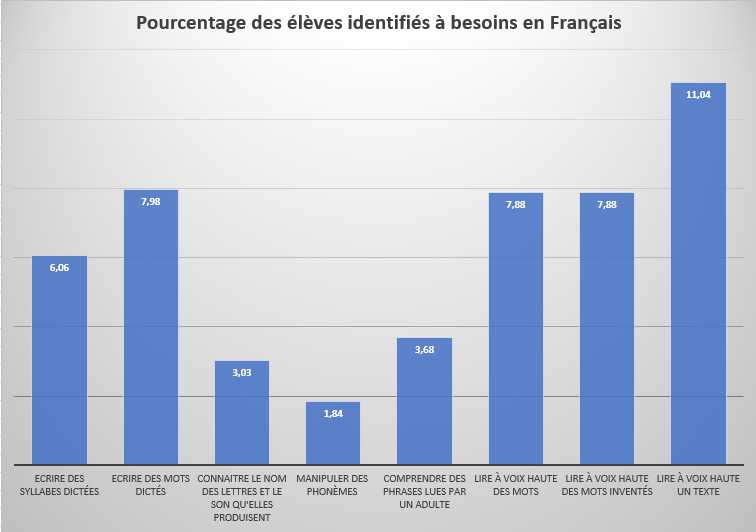 Pourcentage des élèves identifiés à besoins en Français
6,06
7,98
3,03
1,84
3,68
7,88
7,88
11,04
ECRIRE DES
SYLLABES DICTÉES
ECRIRE DES MOTS
DICTÉS
CONNAITRE LE NOM
DES LETTRES ET LE
SON QU'ELLES
PRODUISENT
MANIPULER DES
PHONÈMES
COMPRENDRE DES
PHRASES LUES PAR
UN ADULTE
LIRE À VOIX HAUTE
DES MOTS
LIRE À VOIX HAUTE
DES MOTS INVENTÉS
LIRE À VOIX HAUTE
UN TEXTE